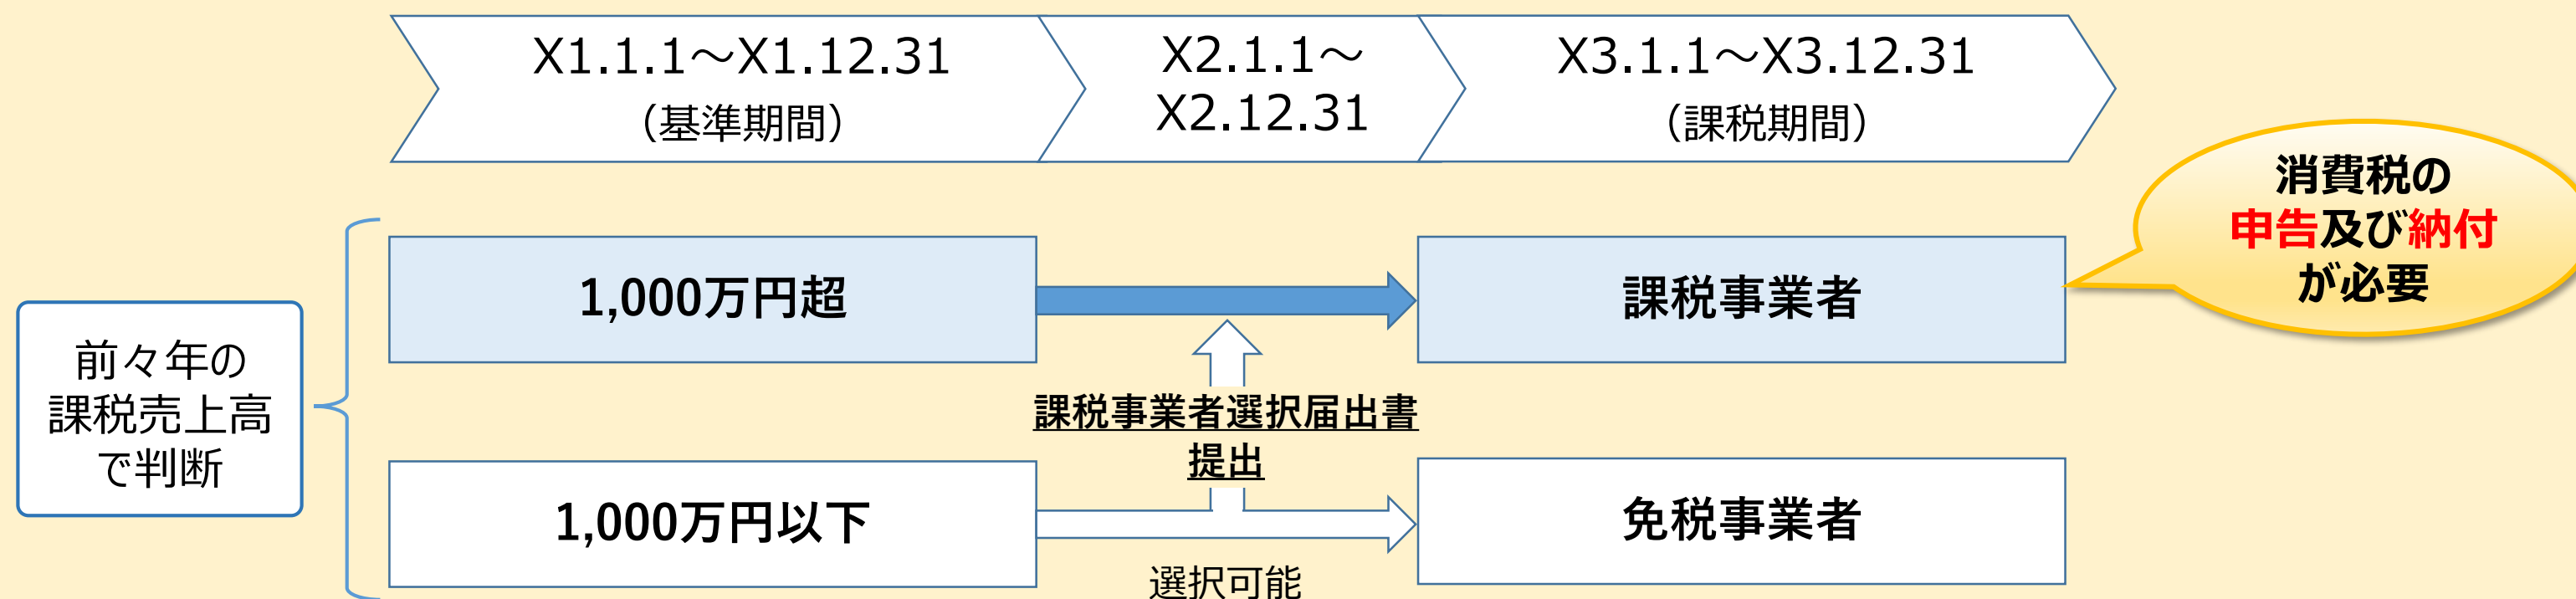 X1.1.1～X1.12.31
（基準期間）
X2.1.1～
X2.12.31
X3.1.1～X3.12.31
（課税期間）
消費税の
申告及び納付
が必要
前々年の
課税売上高
で判断
1,000万円超
課税事業者
課税事業者選択届出書
提出
1,000万円以下
免税事業者
選択可能